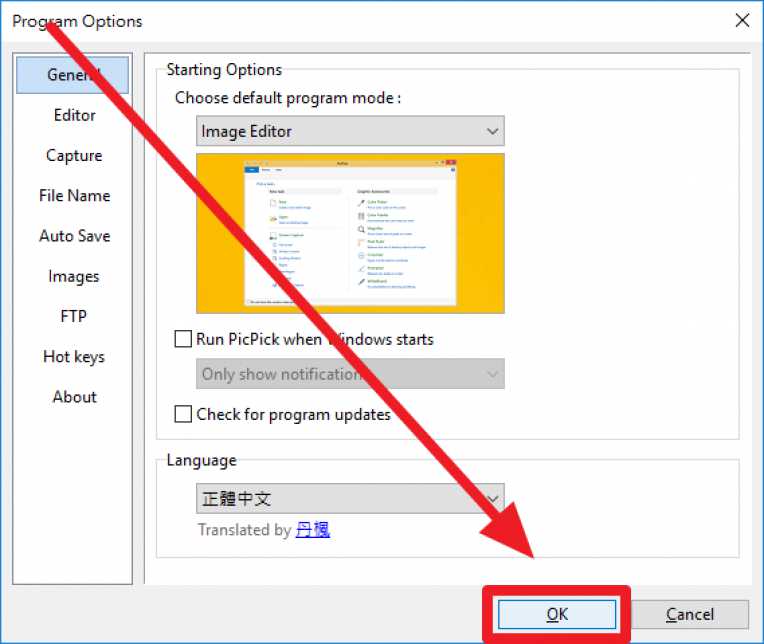 Program Options
General
Editor
Capture
File Name
Auto Save
Images
FTP
Hot keys
About
Starting Options
Choose default program mode :
Image Editor
Run PicPick when Windows starts
Only show notification
Check for program updates
Language
正體中文
Translated by 丹楓
OK
Cancel